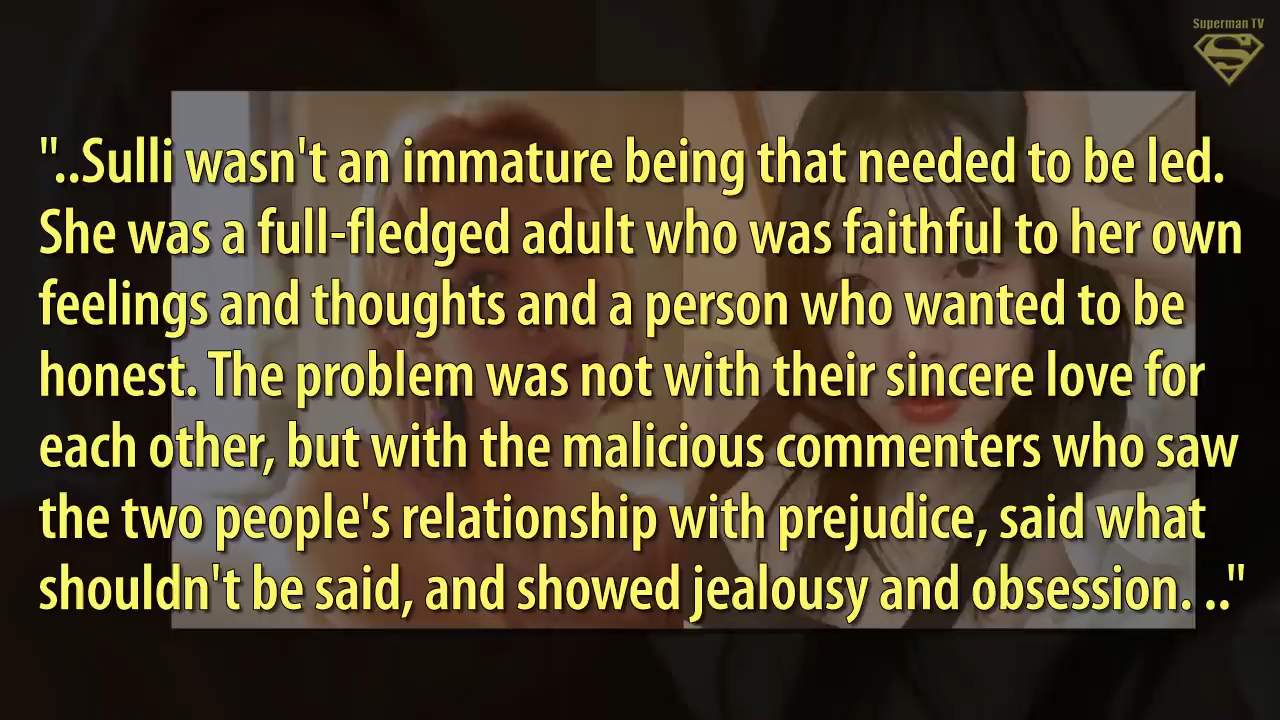 Superman TV
"..Sulli wasn't an immature being that needed to be led.
She was a full-fledged adult who was faithful to her own
feelings and thoughts and a person who wanted to be
honest. The problem was not with their sincere love for
each other, but with the malicious commenters who saw
the two people's relationship with prejudice, said what
shouldn't be said, and showed jealousy and obsession. .."